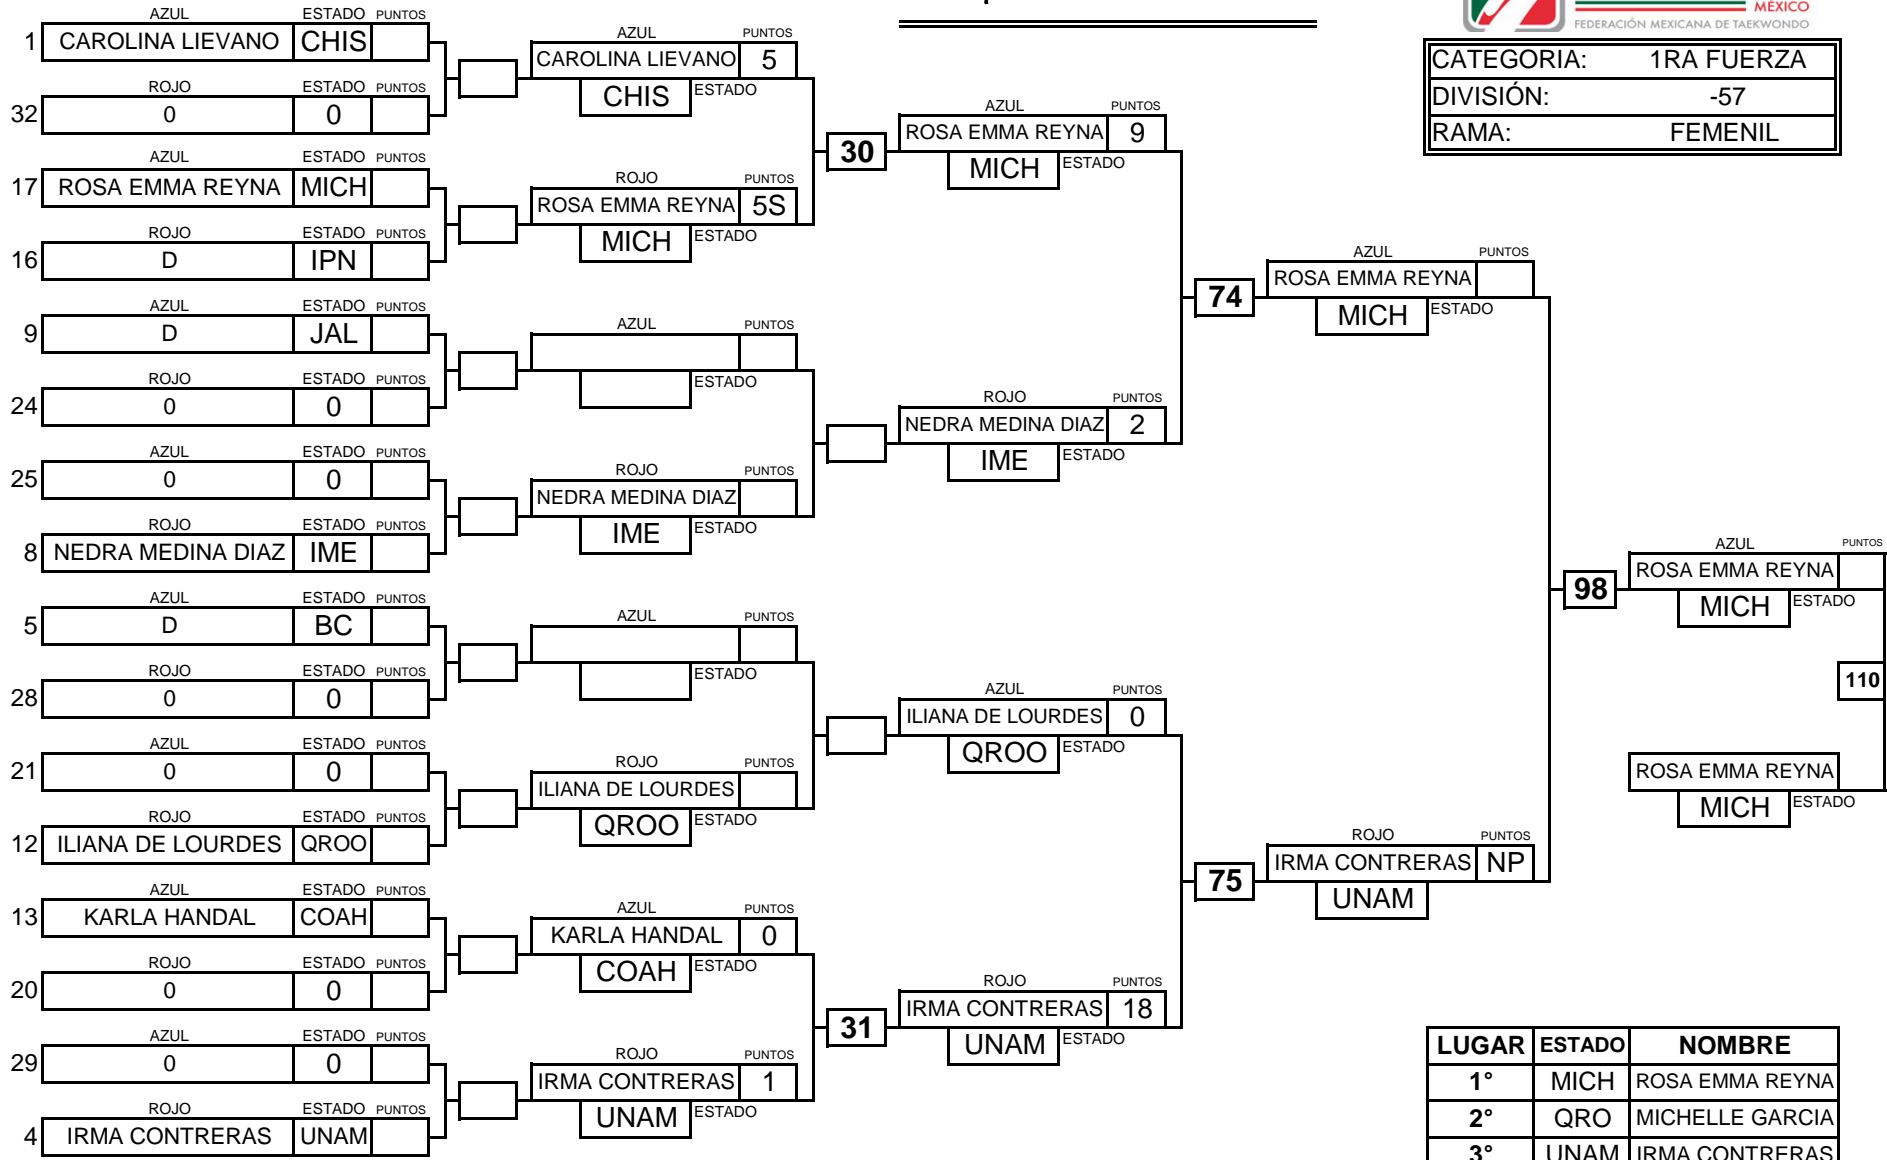 MÉXICO
FEDERACIÓN MEXICANA DE TAEKWONDO
CATEGORIA: 1RA FUERZA
DIVISIÓN: -57
RAMA: FEMENIL
AZUL ESTADO PUNTOS
1 CAROLINA LIEVANO CHIS
ROJO ESTADO PUNTOS
32 0 0
AZUL ESTADO PUNTOS
17 ROSA EMMA REYNA MICH
ROJO ESTADO PUNTOS
16 D IPN
AZUL ESTADO PUNTOS
9 D JAL
ROJO ESTADO PUNTOS
24 0 0
AZUL ESTADO PUNTOS
25 0 0
ROJO ESTADO PUNTOS
8 NEDRA MEDINA DIAZ IME
AZUL ESTADO PUNTOS
5 D BC
ROJO ESTADO PUNTOS
28 0 0
AZUL ESTADO PUNTOS
21 0 0
ROJO ESTADO PUNTOS
12 ILIANA DE LOURDES QROO
AZUL ESTADO PUNTOS
13 KARLA HANDAL COAH
ROJO ESTADO PUNTOS
20 0 0
AZUL ESTADO PUNTOS
29 0 0
ROJO ESTADO PUNTOS
4 IRMA CONTRERAS UNAM
AZUL PUNTOS
CAROLINA LIEVANO 5
CHIS ESTADO
ROJO PUNTOS
ROSA EMMA REYNA 5S
MICH ESTADO
AZUL PUNTOS
ESTADO
ROJO PUNTOS
NEDRA MEDINA DIAZ
IME ESTADO
AZUL PUNTOS
ESTADO
ROJO PUNTOS
ILIANA DE LOURDES
QROO ESTADO
AZUL PUNTOS
KARLA HANDAL 0
COAH ESTADO
ROJO PUNTOS
IRMA CONTRERAS 1
UNAM ESTADO
30
31
AZUL PUNTOS
ROSA EMMA REYNA 9
MICH ESTADO
ROJO PUNTOS
NEDRA MEDINA DIAZ 2
IME ESTADO
AZUL PUNTOS
ILIANA DE LOURDES 0
QROO ESTADO
ROJO PUNTOS
IRMA CONTRERAS 18
UNAM ESTADO
74
75
AZUL PUNTOS
ROSA EMMA REYNA
MICH ESTADO
ROJO PUNTOS
IRMA CONTRERAS NP
UNAM
98
AZUL PUNTOS
ROSA EMMA REYNA
MICH ESTADO
110
ROSA EMMA REYNA
MICH ESTADO
LUGAR ESTADO NOMBRE
1° MICH ROSA EMMA REYNA
2° QRO MICHELLE GARCIA
3° UNAM IRMA CONTRERAS